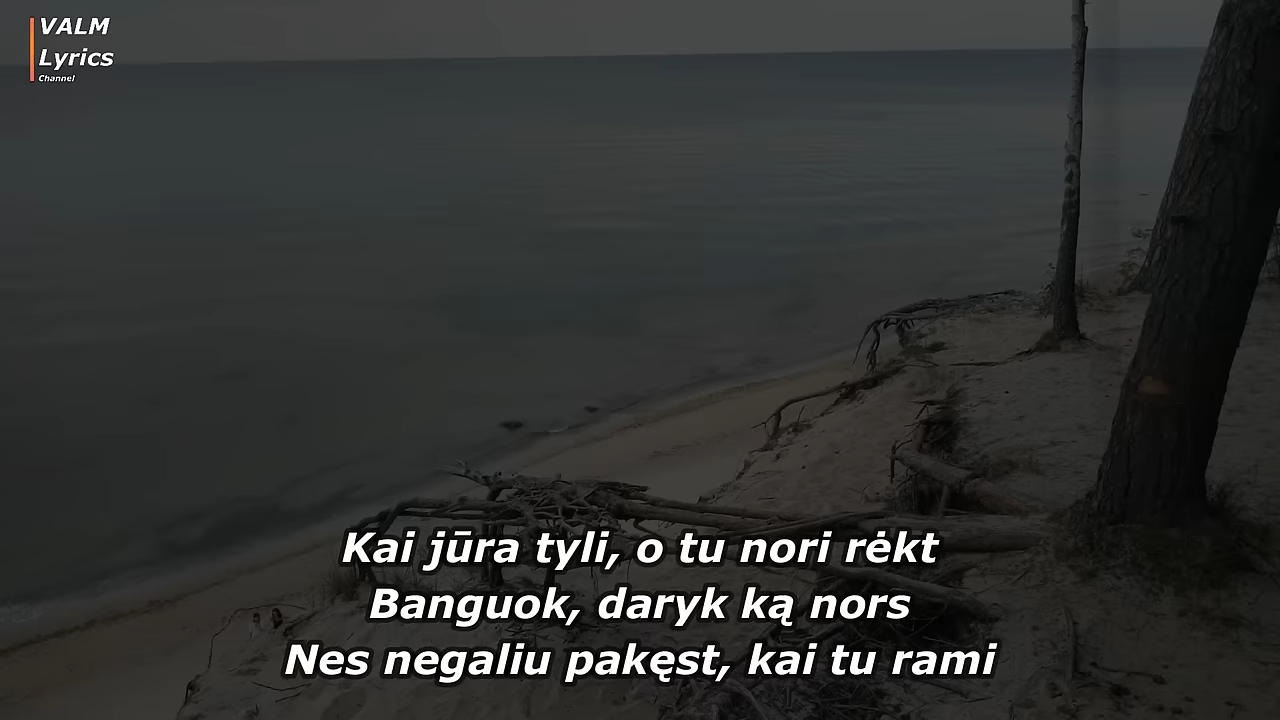 VALM
Lyrics
Channel
Kai jūra tyli, o tu nori rėkt
Banguok, daryk ką nors
Nes negaliu pakęst, kai tu rami